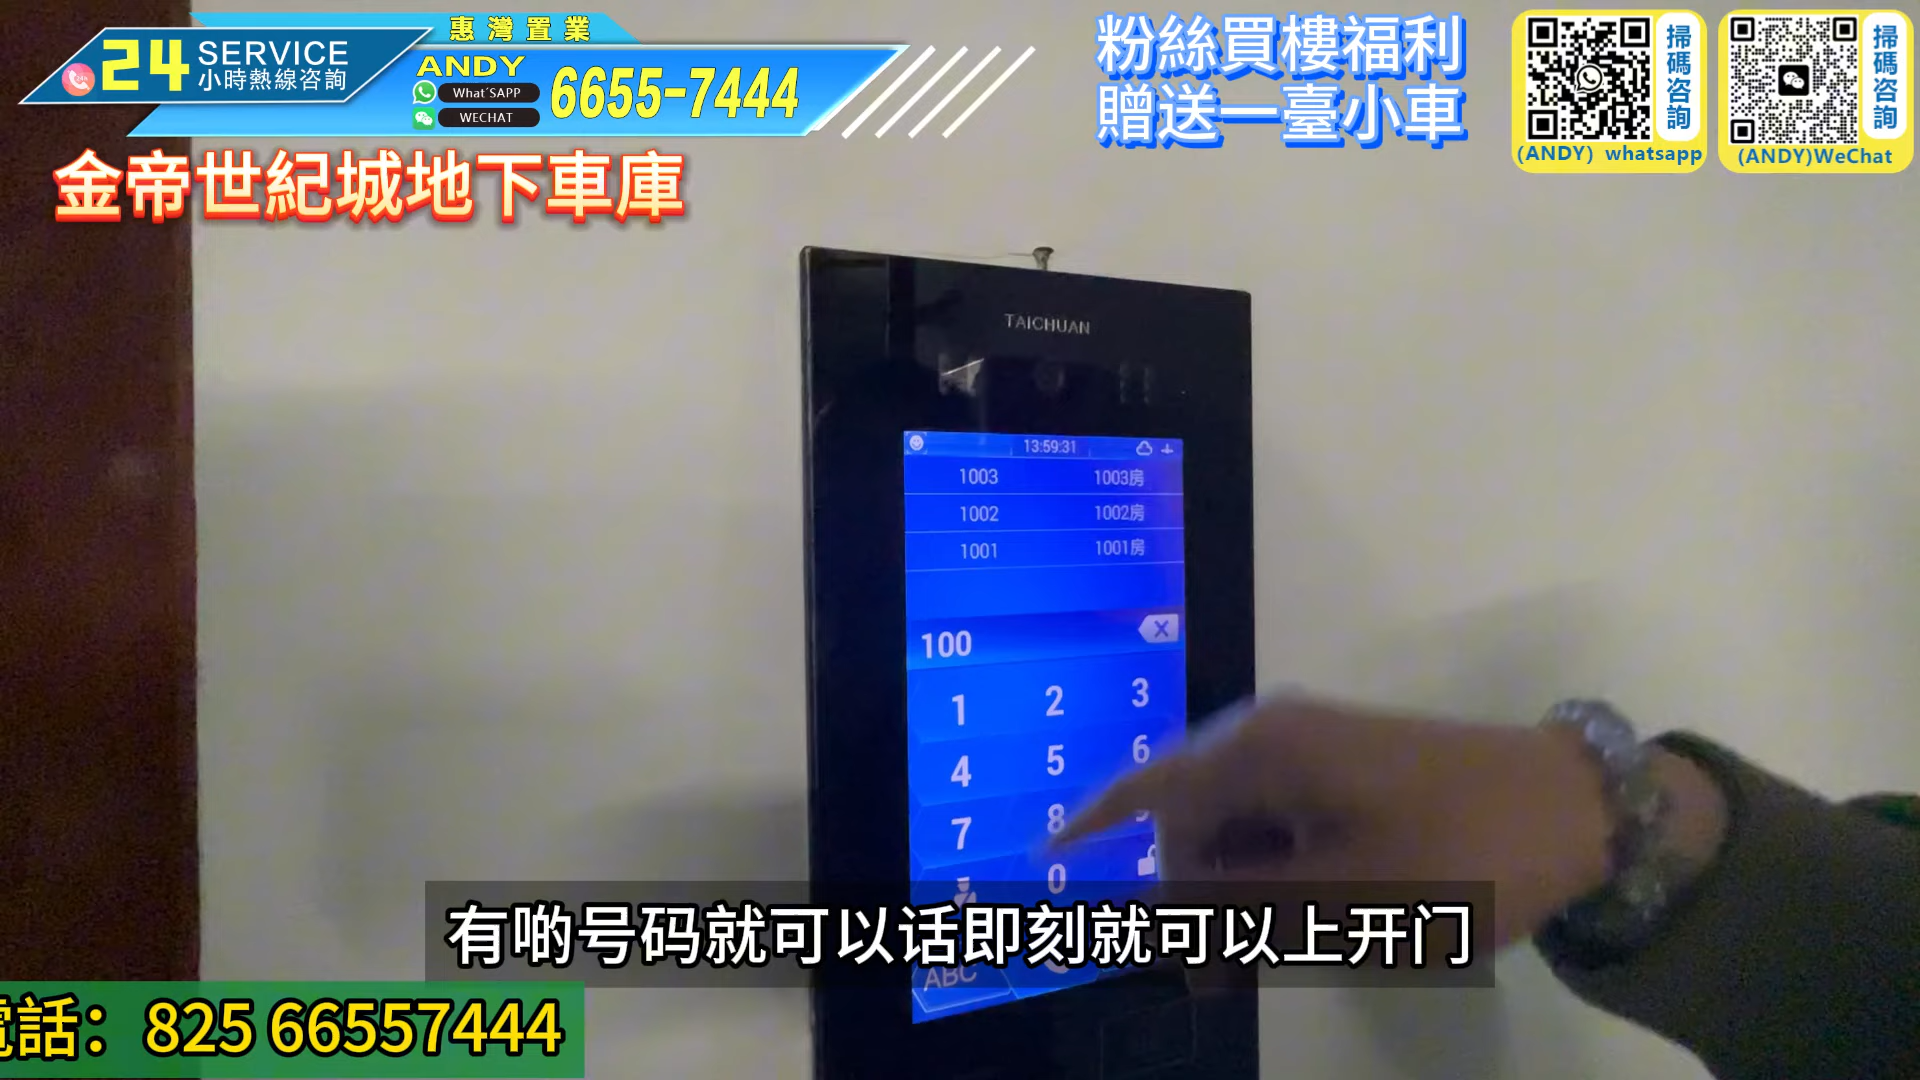 惠灣置業
24 SERVICE
小時熱線咨詢
ANDY
What'SAPP
WECHAT
6655-7444
粉絲買樓福利
贈送一臺小車
掃碼咨詢
(ANDY) whatsapp
掃碼咨詢
(ANDY)WeChat
金帝世紀城地下車庫
TAICHUAN
13:59:31
1003 1003房
1002 1002房
1001 1001房
100
1 2 3
4 5 6
7 8 9
0
ABC
有啲号码就可以话即刻就可以上开门
電話：825 66557444